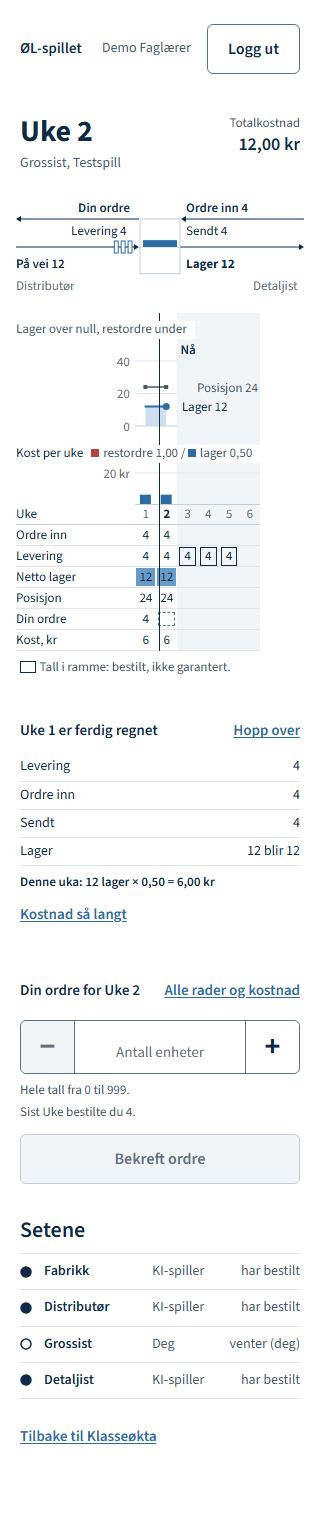 ØL-spillet Demo Faglærer Logg ut
Uke 2
Totalkostnad
12,00 kr
Grossist, Testspill
Din ordre Ordre inn 4
Levering 4 Sendt 4
På vei 12 Lager 12
Distributør Detaljist
Lager over null, restordre under
Nå
40
20
Posisjon 24
Lager 12
0
Kost per uke restordre 1,00 / lager 0,50
20 kr
Uke 1 2 3 4 5 6
Ordre inn 4 4
Levering 4 4 4 4 4
Netto lager 12 12
Posisjon 24 24
Din ordre 4
Kost, kr 6 6
Tall i ramme: bestilt, ikke garantert.
Uke 1 er ferdig regnet Hopp over
Levering 4
Ordre inn 4
Sendt 4
Lager 12 blir 12
Denne uka: 12 lager × 0,50 = 6,00 kr
Kostnad så langt
Din ordre for Uke 2 Alle rader og kostnad
− Antall enheter +
Hele tall fra 0 til 999.
Sist Uke bestilte du 4.
Bekreft ordre
Setene
Fabrikk KI-spiller har bestilt
Distributør KI-spiller har bestilt
Grossist Deg venter (deg)
Detaljist KI-spiller har bestilt
Tilbake til Klasseøkta